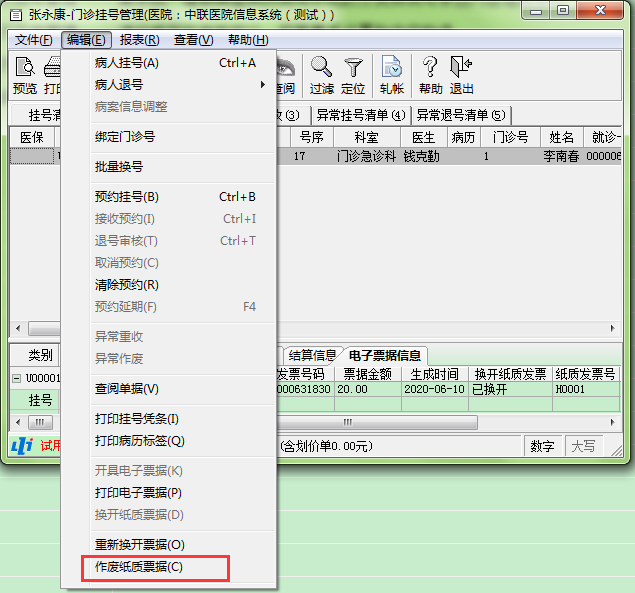 张永康-门诊挂号管理(医院：中联医院信息系统（测试））
文件(F) 编辑(E) 报表(R) 查看(V) 帮助(H)
预览 过滤 定位 轧帐 帮助 退出
(3) 异常挂号清单(4) 异常退号清单(5)
医保 号序 科室 医生 病历 门诊号 姓名
17 门诊急诊科 钱克勤 1 李南春 000006
病人挂号(A) Ctrl+A
病人退号
病案信息调整
绑定门诊号
批量换号
预约挂号(B) Ctrl+B
接收预约(I) Ctrl+I
退号审核(T) Ctrl+T
取消预约(C)
清除预约(R)
预约延期(F) F4
异常重收
异常作废
查阅单据(V)
打印挂号凭条(I)
打印病历标签(Q)
开具电子票据(K)
打印电子票据(P)
换开纸质票据(D)
重新换开票据(O)
作废纸质票据(C)
类别 结算信息 电子票据信息
发票号码 票据金额 生成时间 换开纸质发票 纸质发票号
U00001 000631830 20.00 2020-06-10 已换开 H0001
挂号
试用 (含划价单0.00元) 数字 大写